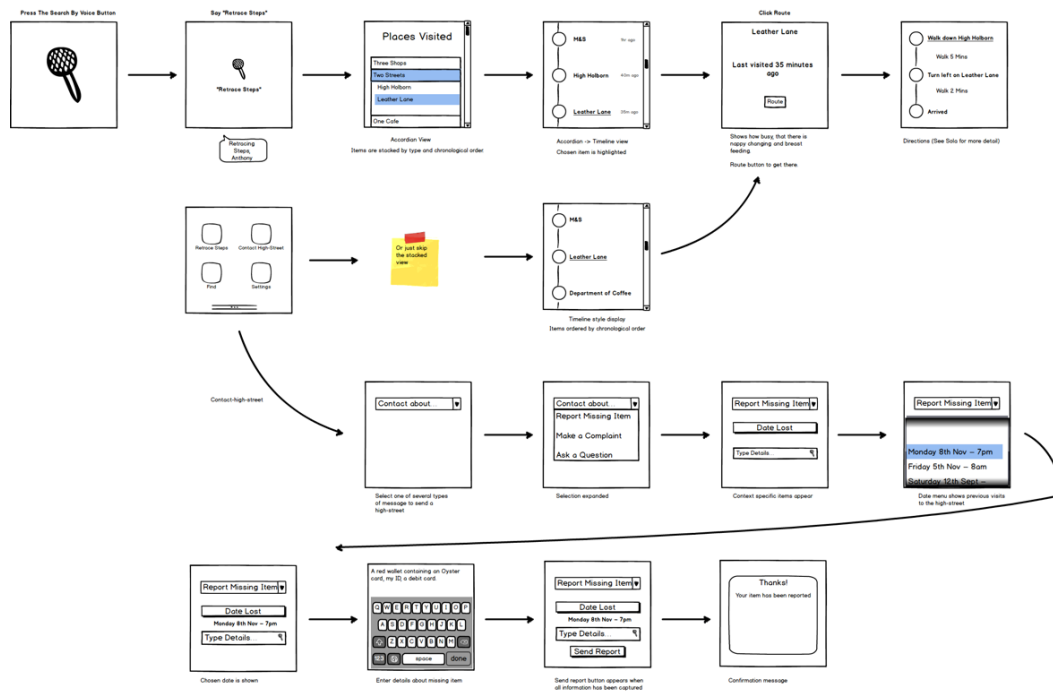 Press The Search By Voice Button
Say "Retrace Steps"
Click Route
"Retrace Steps"
Retracing
Steps,
Anthony
Places Visited
Three Shops
Two Streets
High Holborn
Leather Lane
One Cafe
Accordian View
Items are stacked by type and chronological order.
M&S
High Holborn
40m ago
Leather Lane
35m ago
Accordian -> Timeline view
Chosen item is highlighted
Leather Lane
Last visited 35 minutes
ago
Route
Shows how busy, that there is
nappy changing and breast
feeding.
Route button to get there.
Walk down High Holborn
Walk 5 Mins
Turn left on Leather Lane
Walk 2 Mins
Arrived
Directions (See Solo for more detail)
Retrace Steps
Contact High-Street
Find
Settings
Or just skip
the stacked
view
M&S
Leather Lane
Department of Coffee
Timeline style display
Items ordered by chronological order
Contact-high-street
Contact about...
Select one of several types
of message to send a
high-street
Contact about...
Report Missing Item
Make a Complaint
Ask a Question
Selection expanded
Report Missing Item
Date Lost
Type Details...
Context specific items appear
Report Missing Item
Monday 8th Nov – 7pm
Friday 5th Nov – 8am
Saturday 12th Sept –
Date menu shows previous visits
to the high-street
Report Missing Item
Date Lost
Monday 8th Nov – 7pm
Type Details...
Chosen date is shown
A red wallet containing an Oyster
card, my ID, a debit card.
Q W E R T Y U I O P
A S D F G H J K L
Z X C V B N M
space
done
Enter details about missing item
Report Missing Item
Date Lost
Monday 8th Nov – 7pm
Type Details...
Send Report
Send report button appears when
all information has been captured
Thanks!
Your item has been reported
Confirmation message